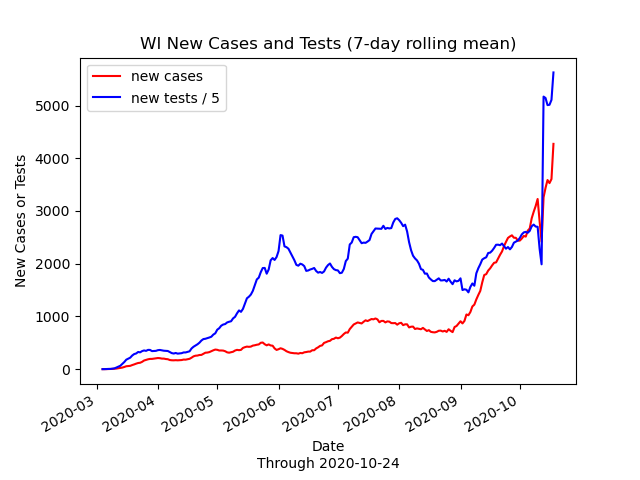 WI New Cases and Tests (7-day rolling mean)
new cases
new tests / 5
New Cases or Tests
5000
4000
3000
2000
1000
0
2020-03
2020-04
2020-05
2020-06
2020-07
2020-08
2020-09
2020-10
Date
Through 2020-10-24